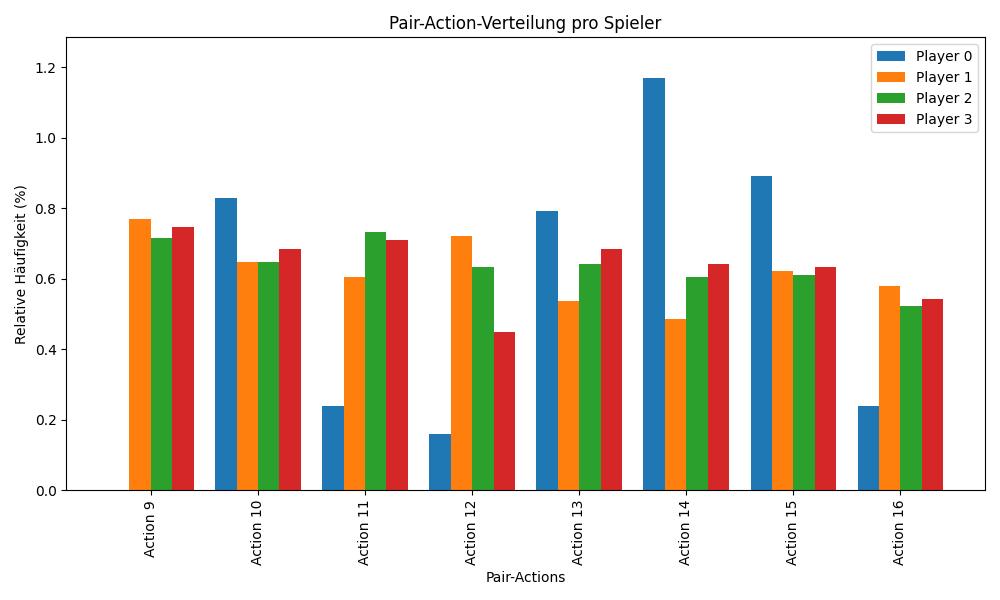 Pair-Action-Verteilung pro Spieler
Player 0
Player 1
Player 2
Player 3
Relative Häufigkeit (%)
1.2
1.0
0.8
0.6
0.4
0.2
0.0
Action 9
Action 10
Action 11
Action 12
Action 13
Action 14
Action 15
Action 16
Pair-Actions